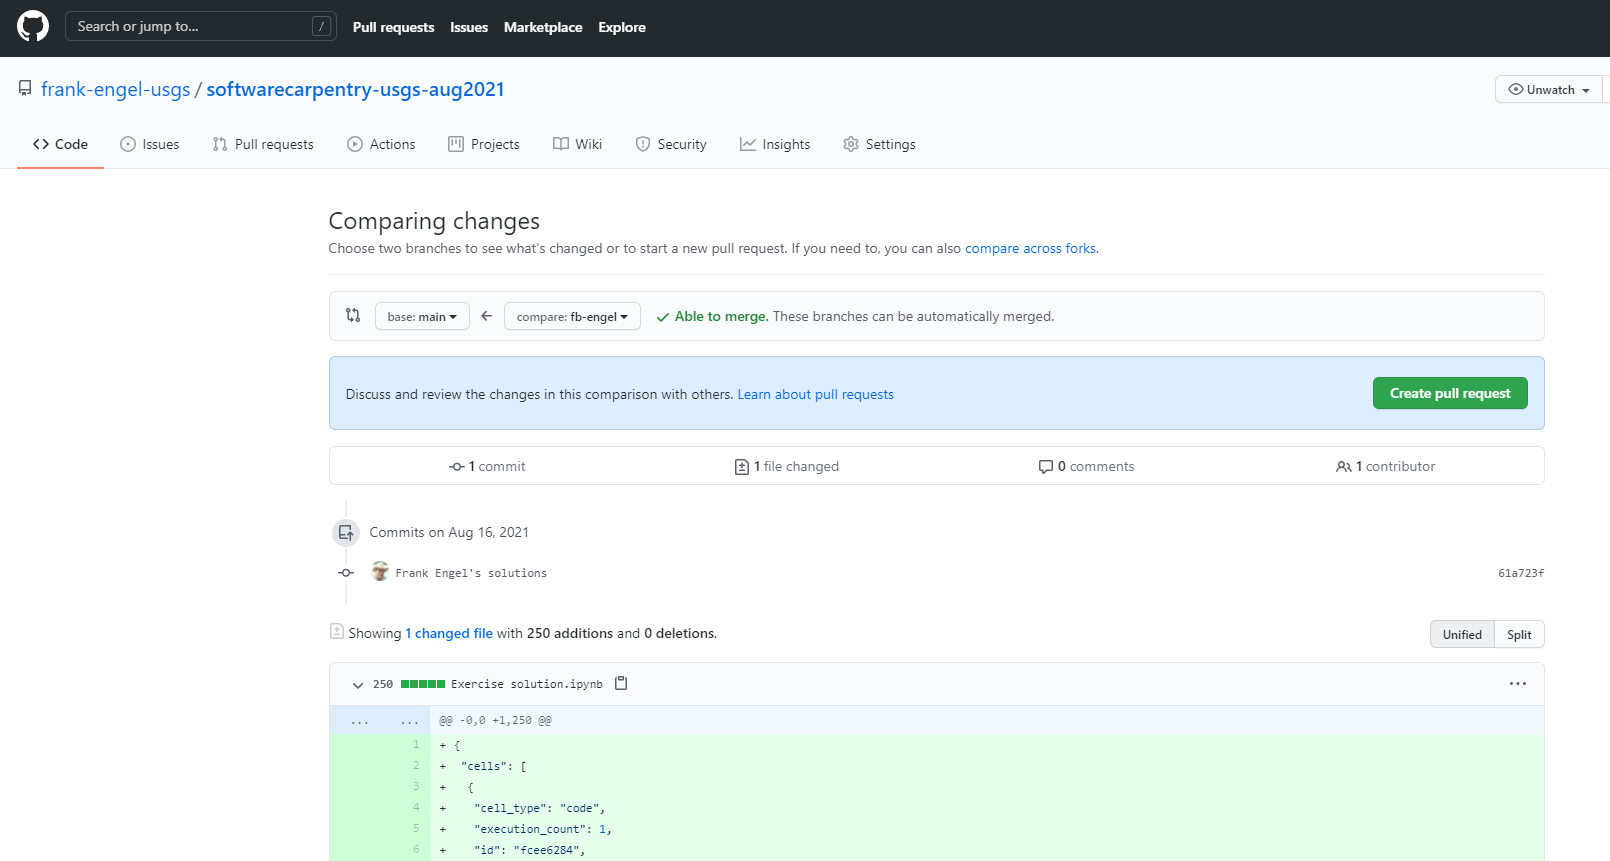 Search or jump to... / Pull requests Issues Marketplace Explore
frank-engel-usgs / softwarecarpentry-usgs-aug2021 Unwatch
Code Issues Pull requests Actions Projects Wiki Security Insights Settings
Comparing changes
Choose two branches to see what's changed or to start a new pull request. If you need to, you can also compare across forks.
base: main ← compare: fb-engel ✓ Able to merge. These branches can be automatically merged.
Discuss and review the changes in this comparison with others. Learn about pull requests Create pull request
1 commit 1 file changed 0 comments 1 contributor
Commits on Aug 16, 2021
Frank Engel's solutions 61a723f
Showing 1 changed file with 250 additions and 0 deletions. Unified Split
250 Exercise solution.ipynb ...
... ... @@ -0,0 +1,250 @@
1 + {
2 + "cells": [
3 + {
4 + "cell_type": "code",
5 + "execution_count": 1,
6 + "id": "fcee6284",